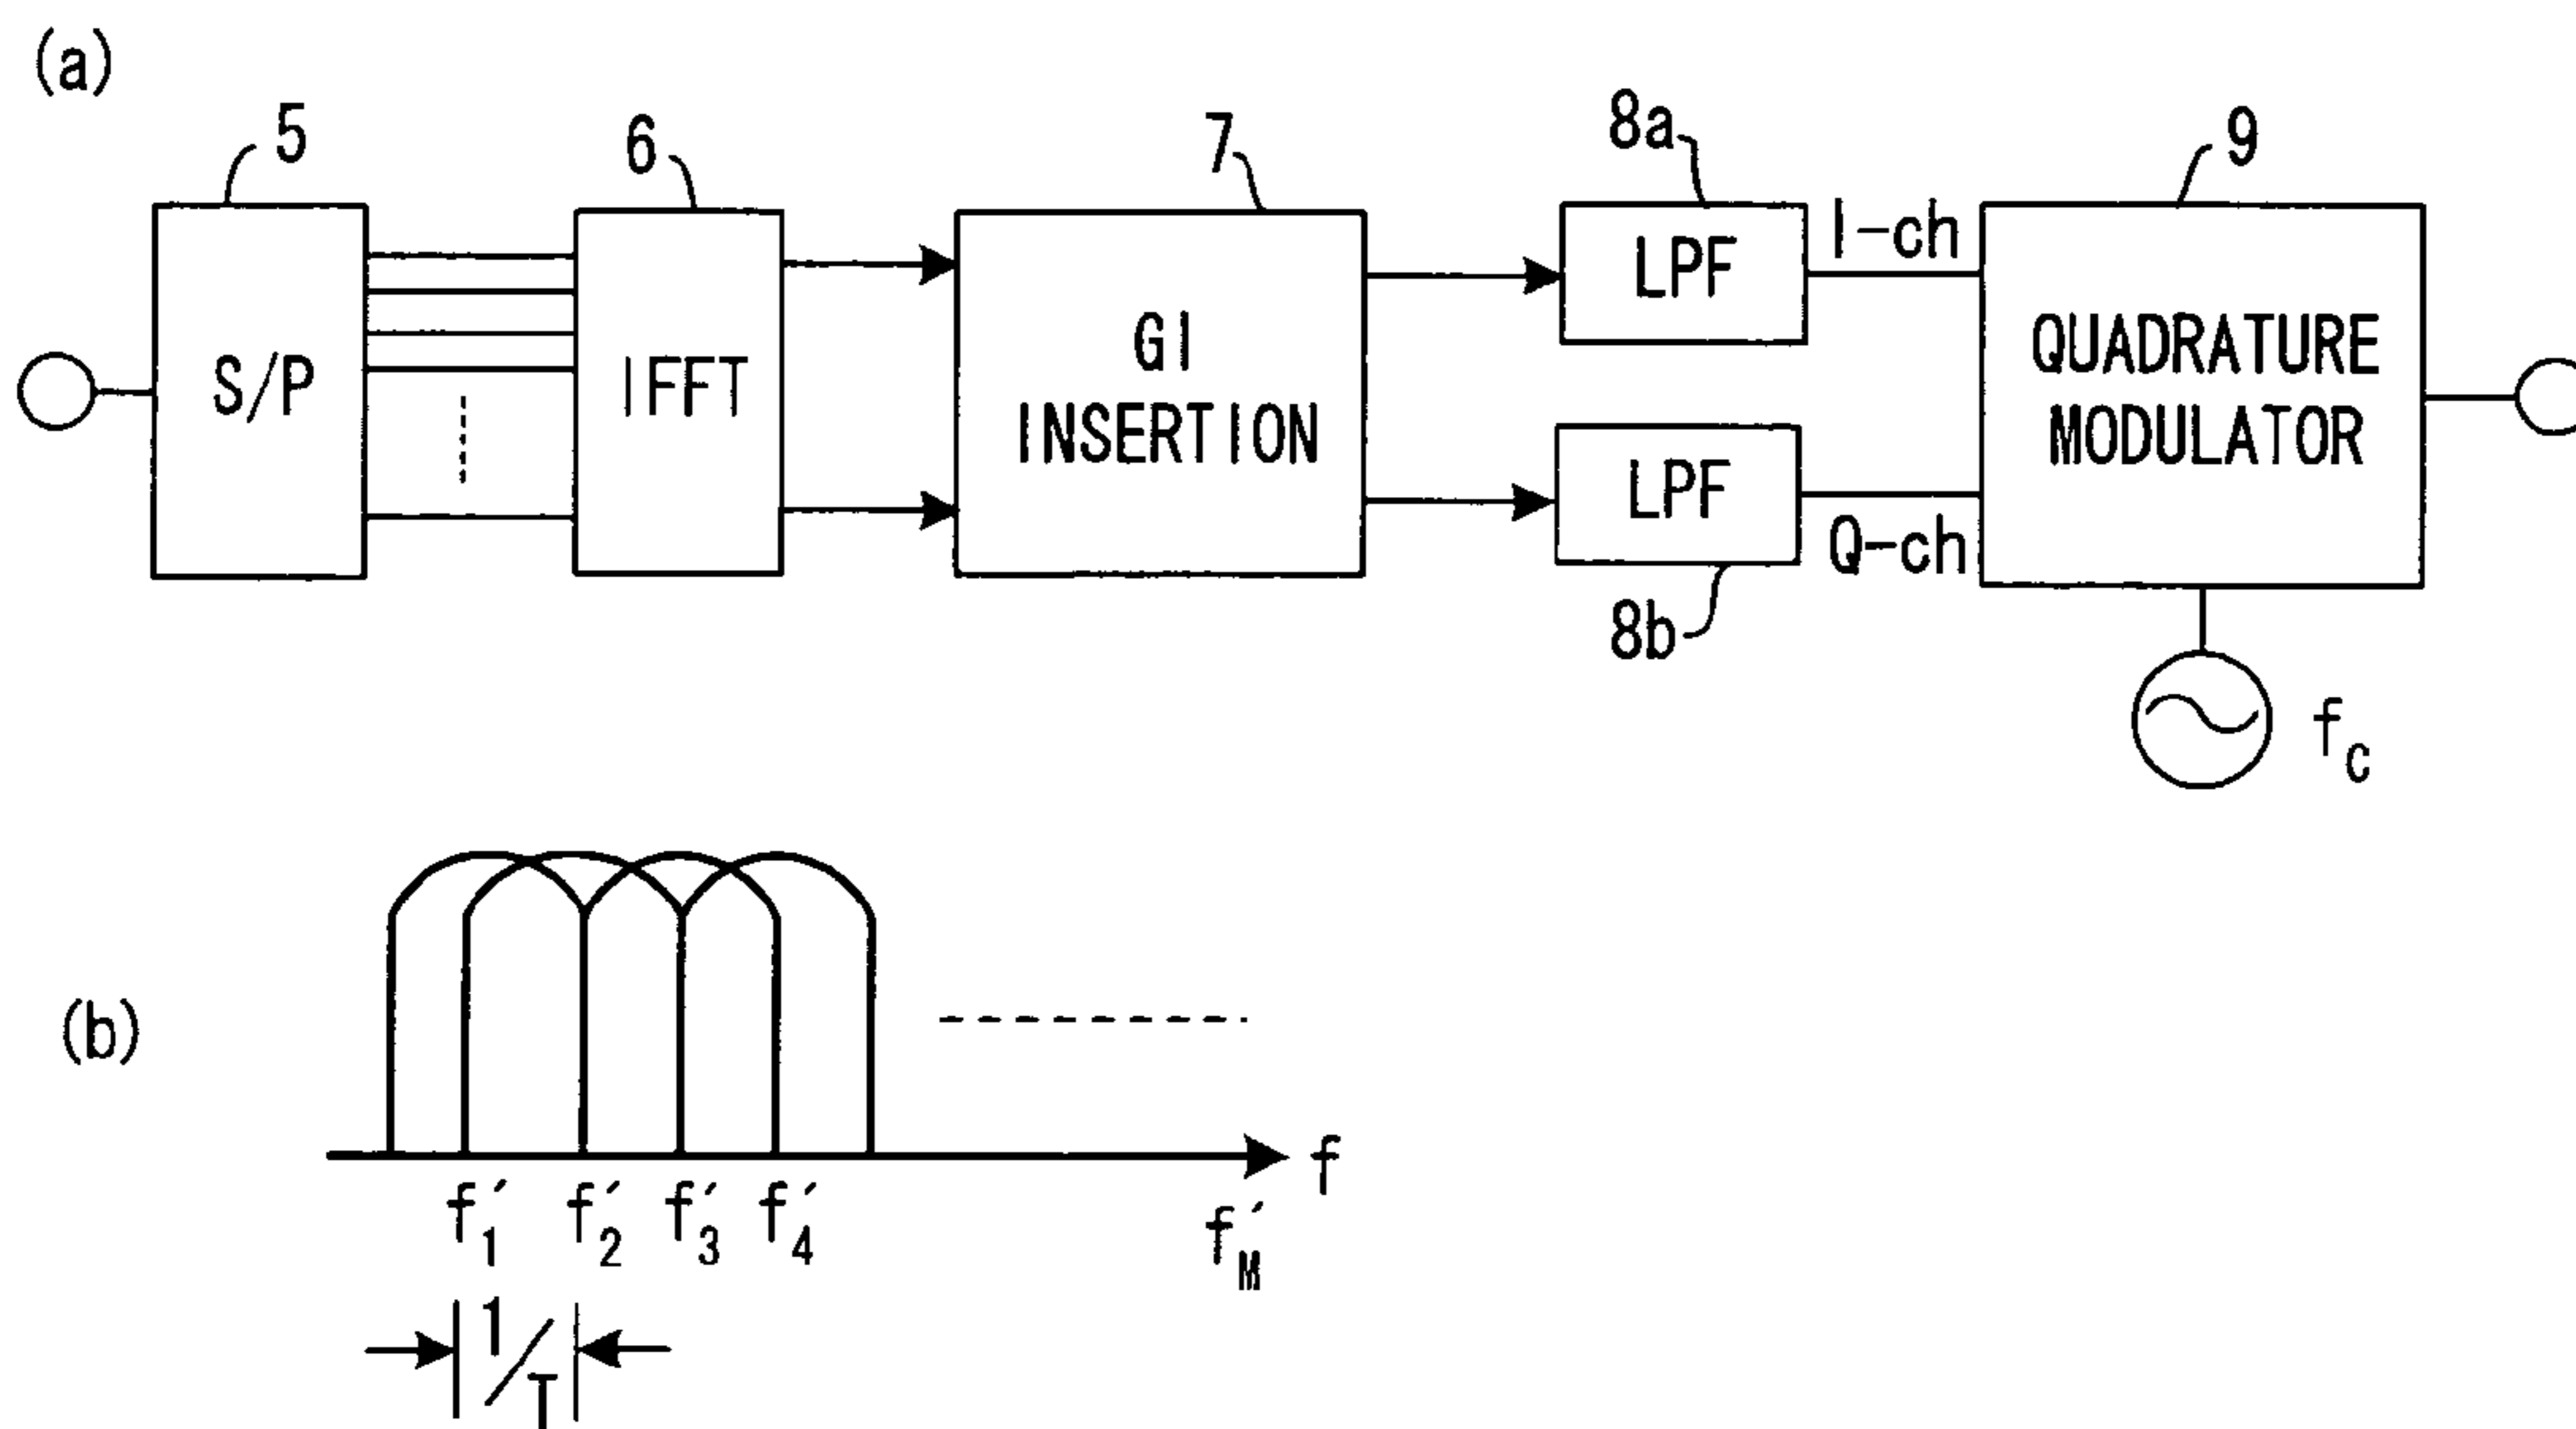 (a)
5
6
7
8a
9
S/P
IFFT
GI
INSERTION
LPF
I-ch
QUADRATURE
MODULATOR
LPF
Q-ch
8b
fc
(b)
f
f'1
f'2
f'3
f'4
f'M
1/T